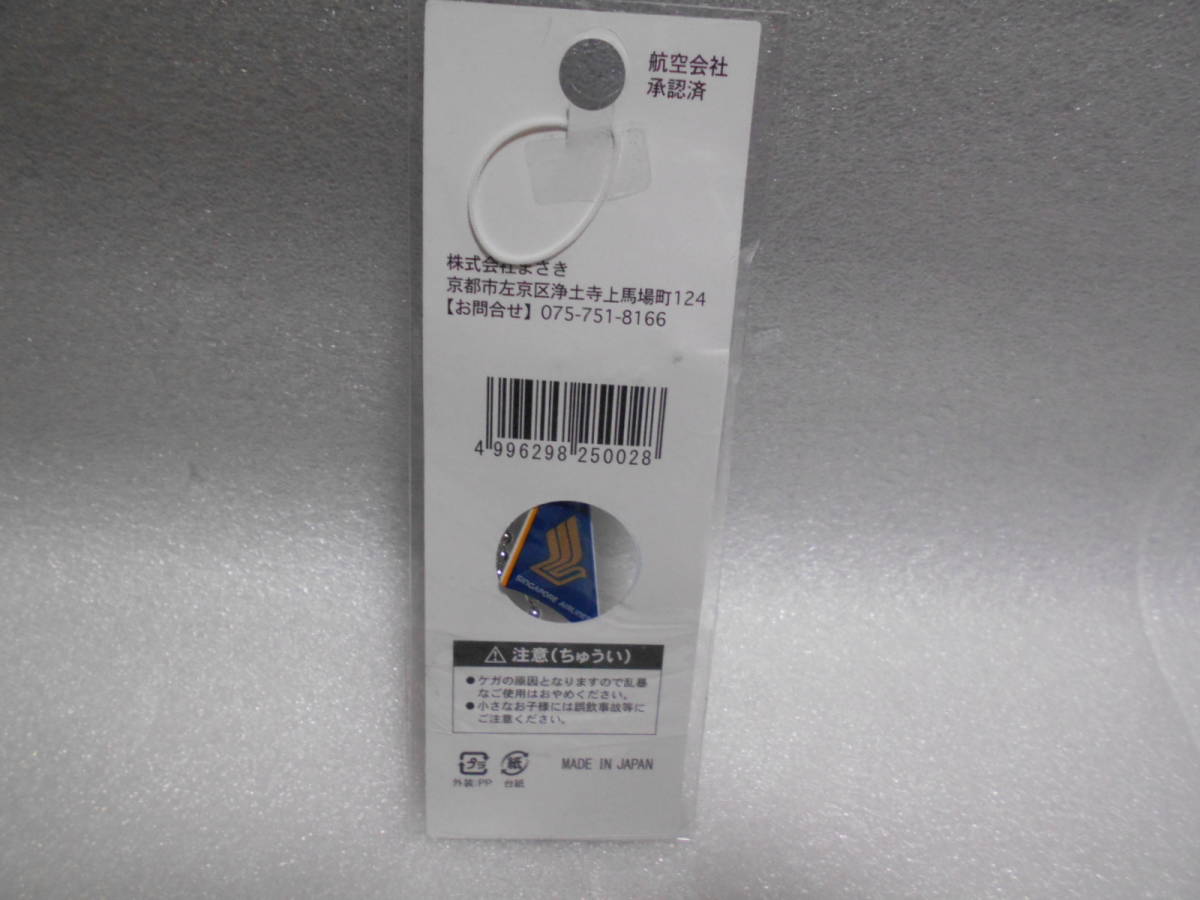 航空会社
承認済
株式会社まさき
京都市左京区浄土寺上馬場町124
【お問合せ】075-751-8166
4 996298 250028
SINGAPORE AIRLINES
⚠ 注意(ちゅうい)
●ケガの原因となりますので乱暴
なご使用はおやめください。
●小さなお子様には誤飲事故等に
ご注意ください。
プラ 紙 MADE IN JAPAN
外装:PP 台紙